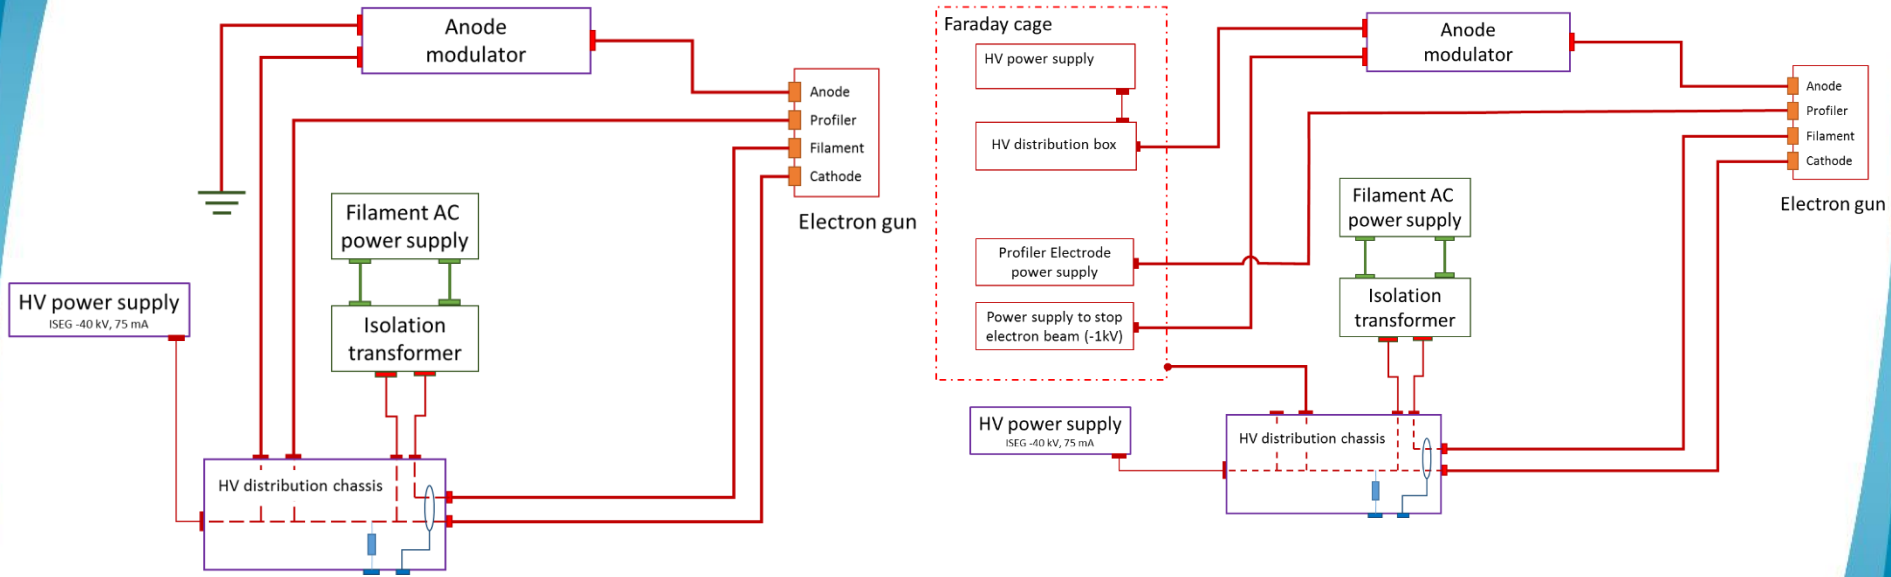 Anode
modulator
Anode
Profiler
Filament
Cathode
Electron gun
Filament AC
power supply
Isolation
transformer
HV power supply
ISEG -40 kV, 75 mA
HV distribution chassis
Faraday cage
HV power supply
HV distribution box
Profiler Electrode
power supply
Power supply to stop
electron beam (-1kV)
Anode
modulator
Anode
Profiler
Filament
Cathode
Electron gun
Filament AC
power supply
Isolation
transformer
HV power supply
ISEG -40 kV, 75 mA
HV distribution chassis